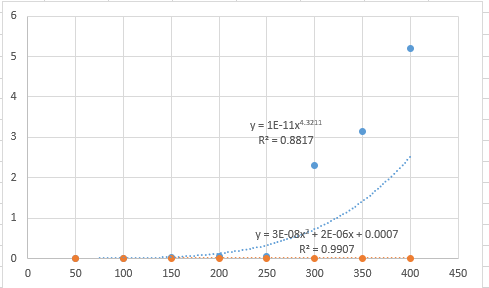 6
5
4
y = 1E-11x^4.3211
R² = 0.8817
3
2
1
y = 3E-08x² + 2E-06x + 0.0007
R² = 0.9907
0
0 50 100 150 200 250 300 350 400 450